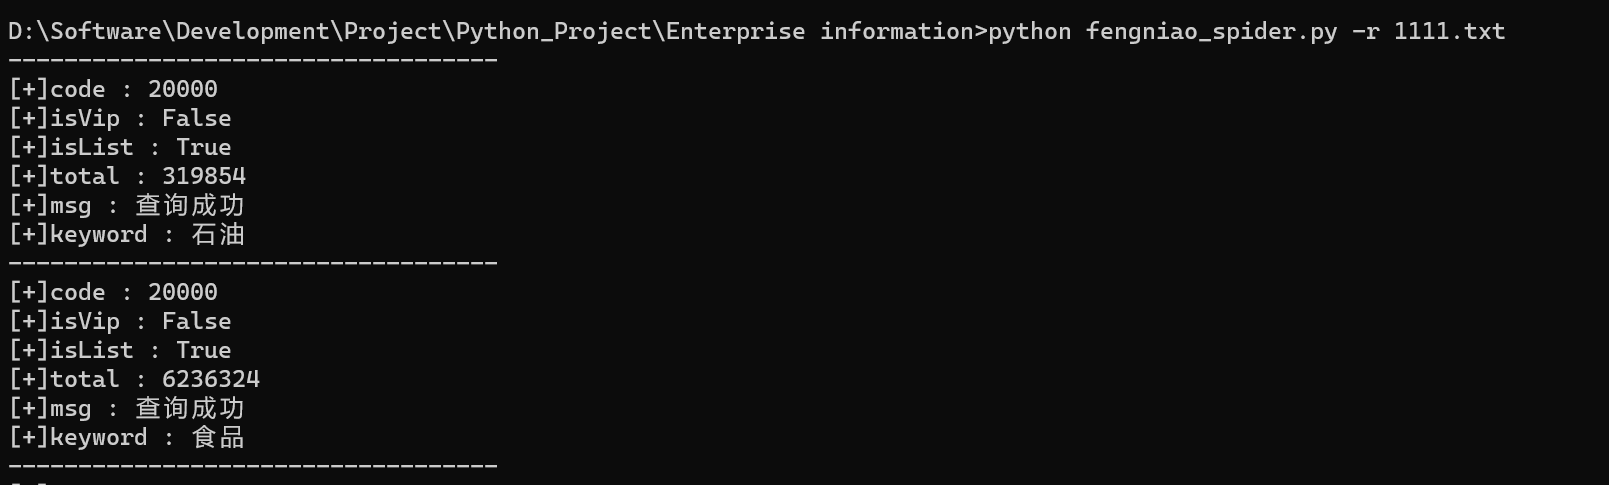 D:\Software\Development\Project\Python_Project\Enterprise information>python fengniao_spider.py -r 1111.txt
-----------------------------------
[+]code : 20000
[+]isVip : False
[+]isList : True
[+]total : 319854
[+]msg : 查询成功
[+]keyword : 石油
-----------------------------------
[+]code : 20000
[+]isVip : False
[+]isList : True
[+]total : 6236324
[+]msg : 查询成功
[+]keyword : 食品
-----------------------------------